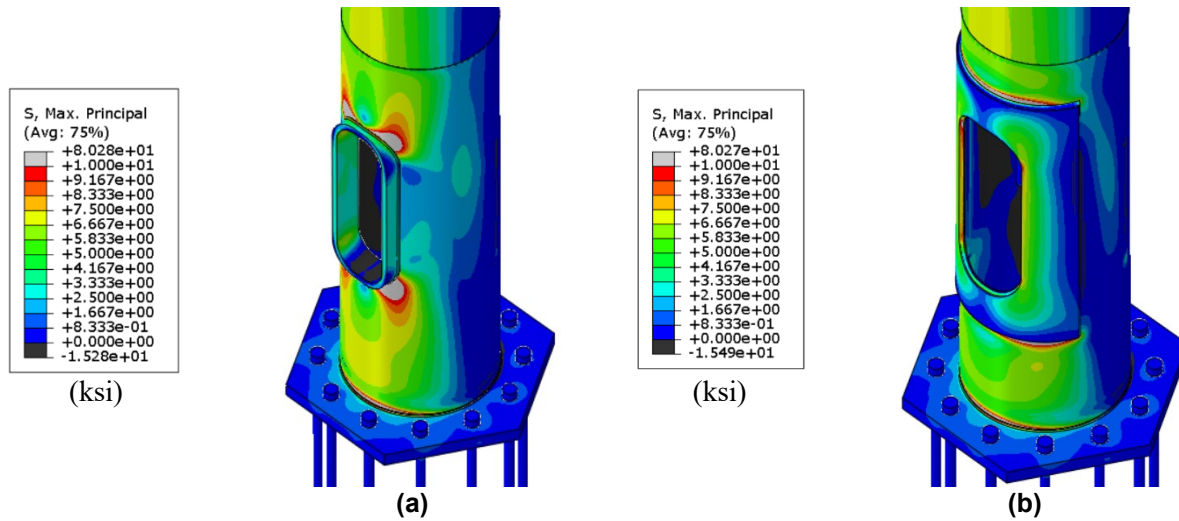 S, Max. Principal
(Avg: 75%)
+8.028e+01
+1.000e+01
+9.167e+00
+8.333e+00
+7.500e+00
+6.667e+00
+5.833e+00
+5.000e+00
+4.167e+00
+3.333e+00
+2.500e+00
+1.667e+00
+8.333e-01
+0.000e+00
-1.528e+01
(ksi)
(a)
S, Max. Principal
(Avg: 75%)
+8.027e+01
+1.000e+01
+9.167e+00
+8.333e+00
+7.500e+00
+6.667e+00
+5.833e+00
+5.000e+00
+4.167e+00
+3.333e+00
+2.500e+00
+1.667e+00
+8.333e-01
+0.000e+00
-1.549e+01
(ksi)
(b)